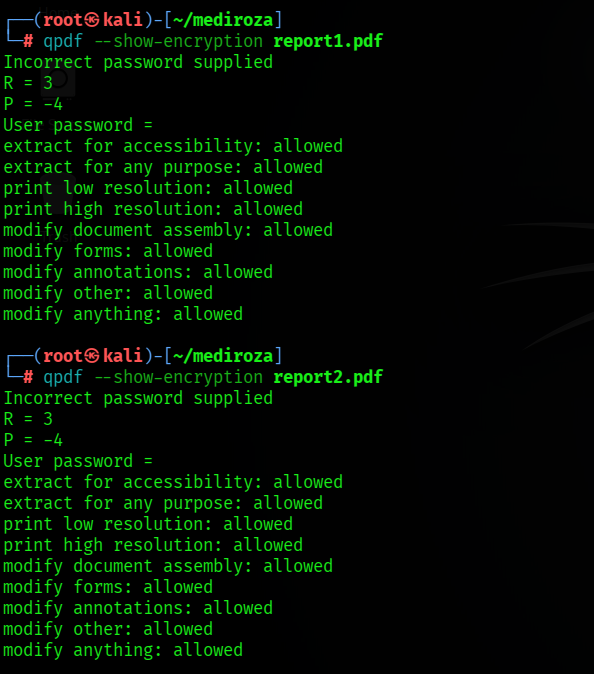 ┌──(root㉿kali)-[~/mediroza]
└─# qpdf --show-encryption report1.pdf
Incorrect password supplied
R = 3
P = -4
User password =
extract for accessibility: allowed
extract for any purpose: allowed
print low resolution: allowed
print high resolution: allowed
modify document assembly: allowed
modify forms: allowed
modify annotations: allowed
modify other: allowed
modify anything: allowed
┌──(root㉿kali)-[~/mediroza]
└─# qpdf --show-encryption report2.pdf
Incorrect password supplied
R = 3
P = -4
User password =
extract for accessibility: allowed
extract for any purpose: allowed
print low resolution: allowed
print high resolution: allowed
modify document assembly: allowed
modify forms: allowed
modify annotations: allowed
modify other: allowed
modify anything: allowed